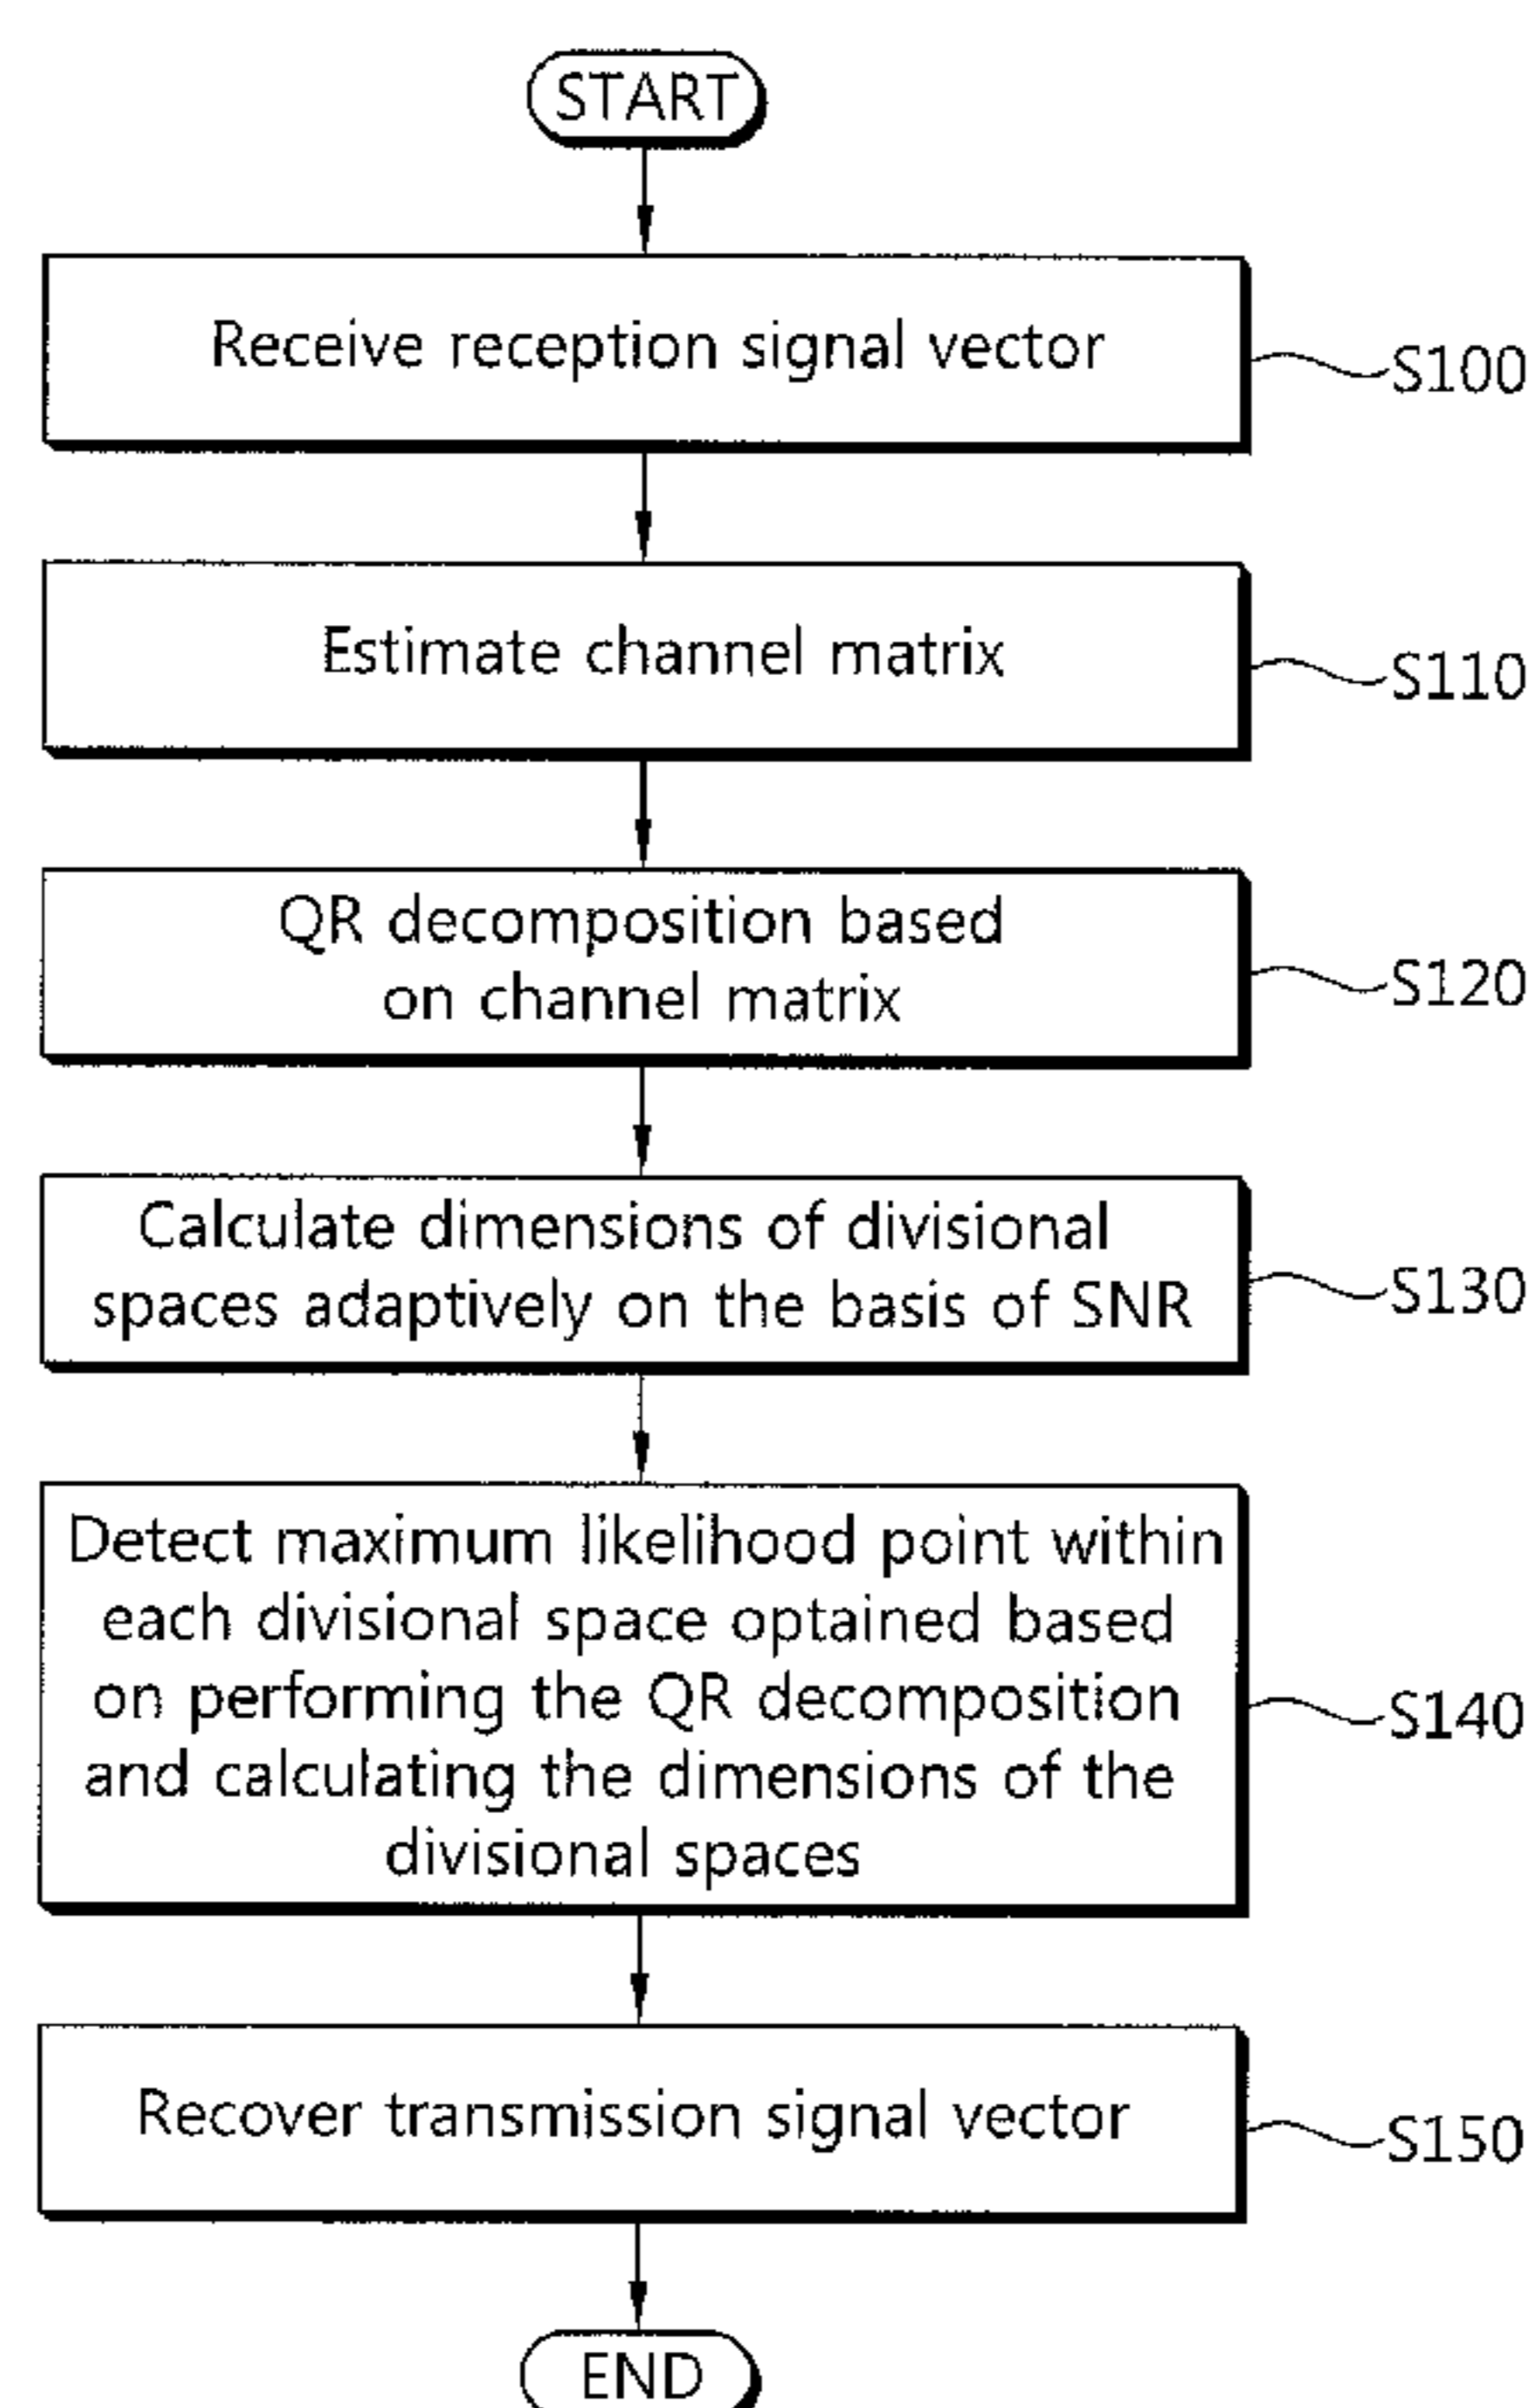 START
Receive reception signal vector
S100
Estimate channel matrix
S110
QR decomposition based
on channel matrix
S120
Calculate dimensions of divisional
spaces adaptively on the basis of SNR
S130
Detect maximum likelihood point within
each divisional space optained based
on performing the QR decomposition
and calculating the dimensions of the
divisional spaces
S140
Recover transmission signal vector
S150
END